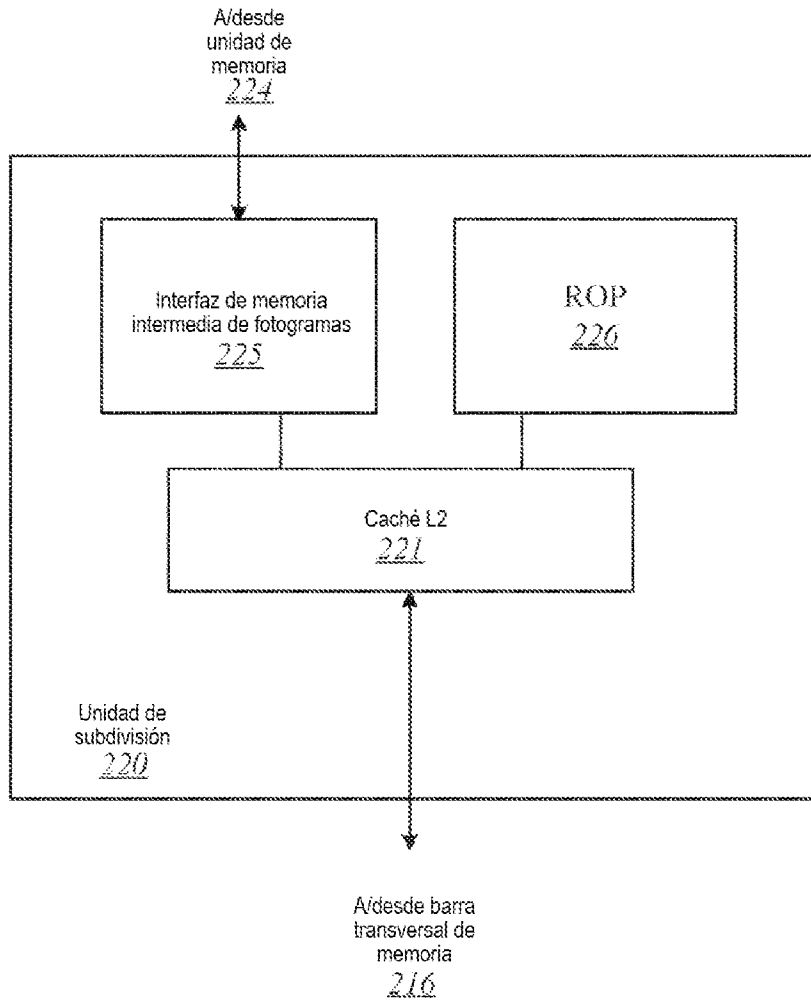 A/desde
unidad de
memoria
224
Interfaz de memoria
intermedia de fotogramas
225
ROP
226
Caché L2
221
Unidad de
subdivisión
220
A/desde barra
transversal de
memoria
216